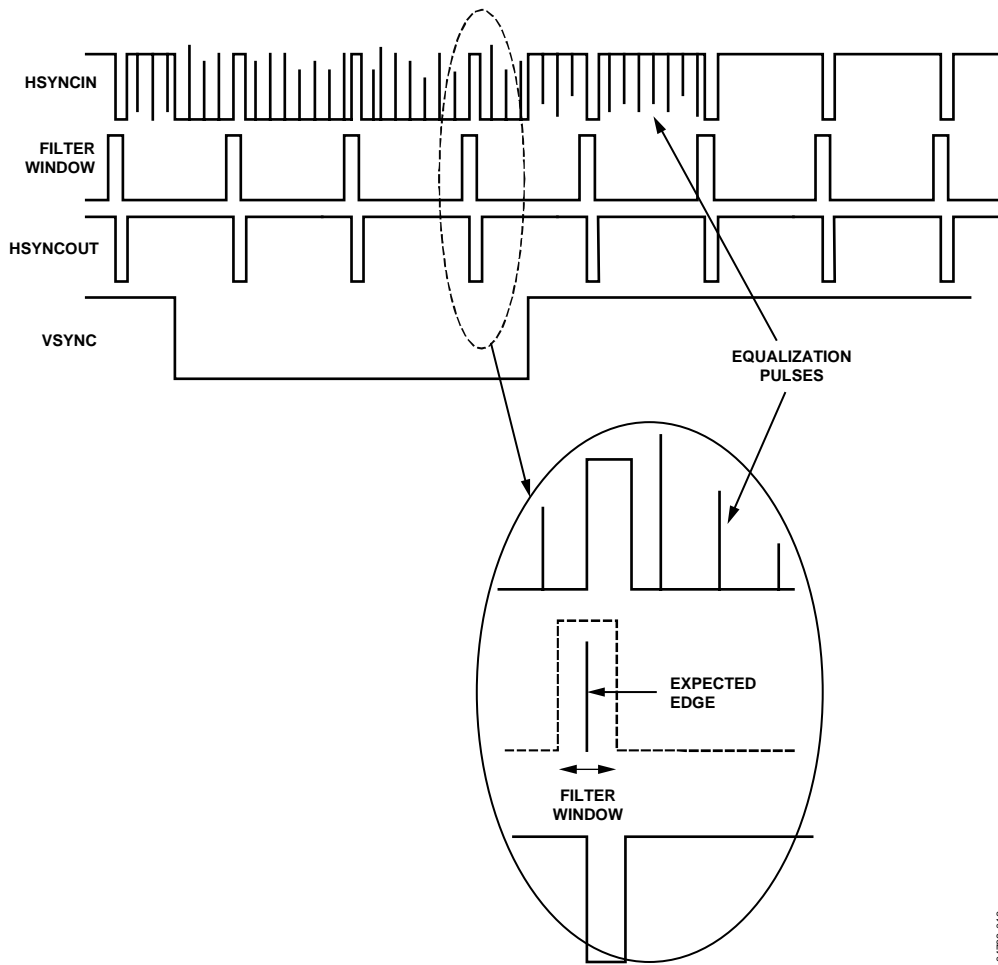 HSYNCIN
FILTER
WINDOW
HSYNCOUT
VSYNC
EQUALIZATION
PULSES
EXPECTED
EDGE
FILTER
WINDOW